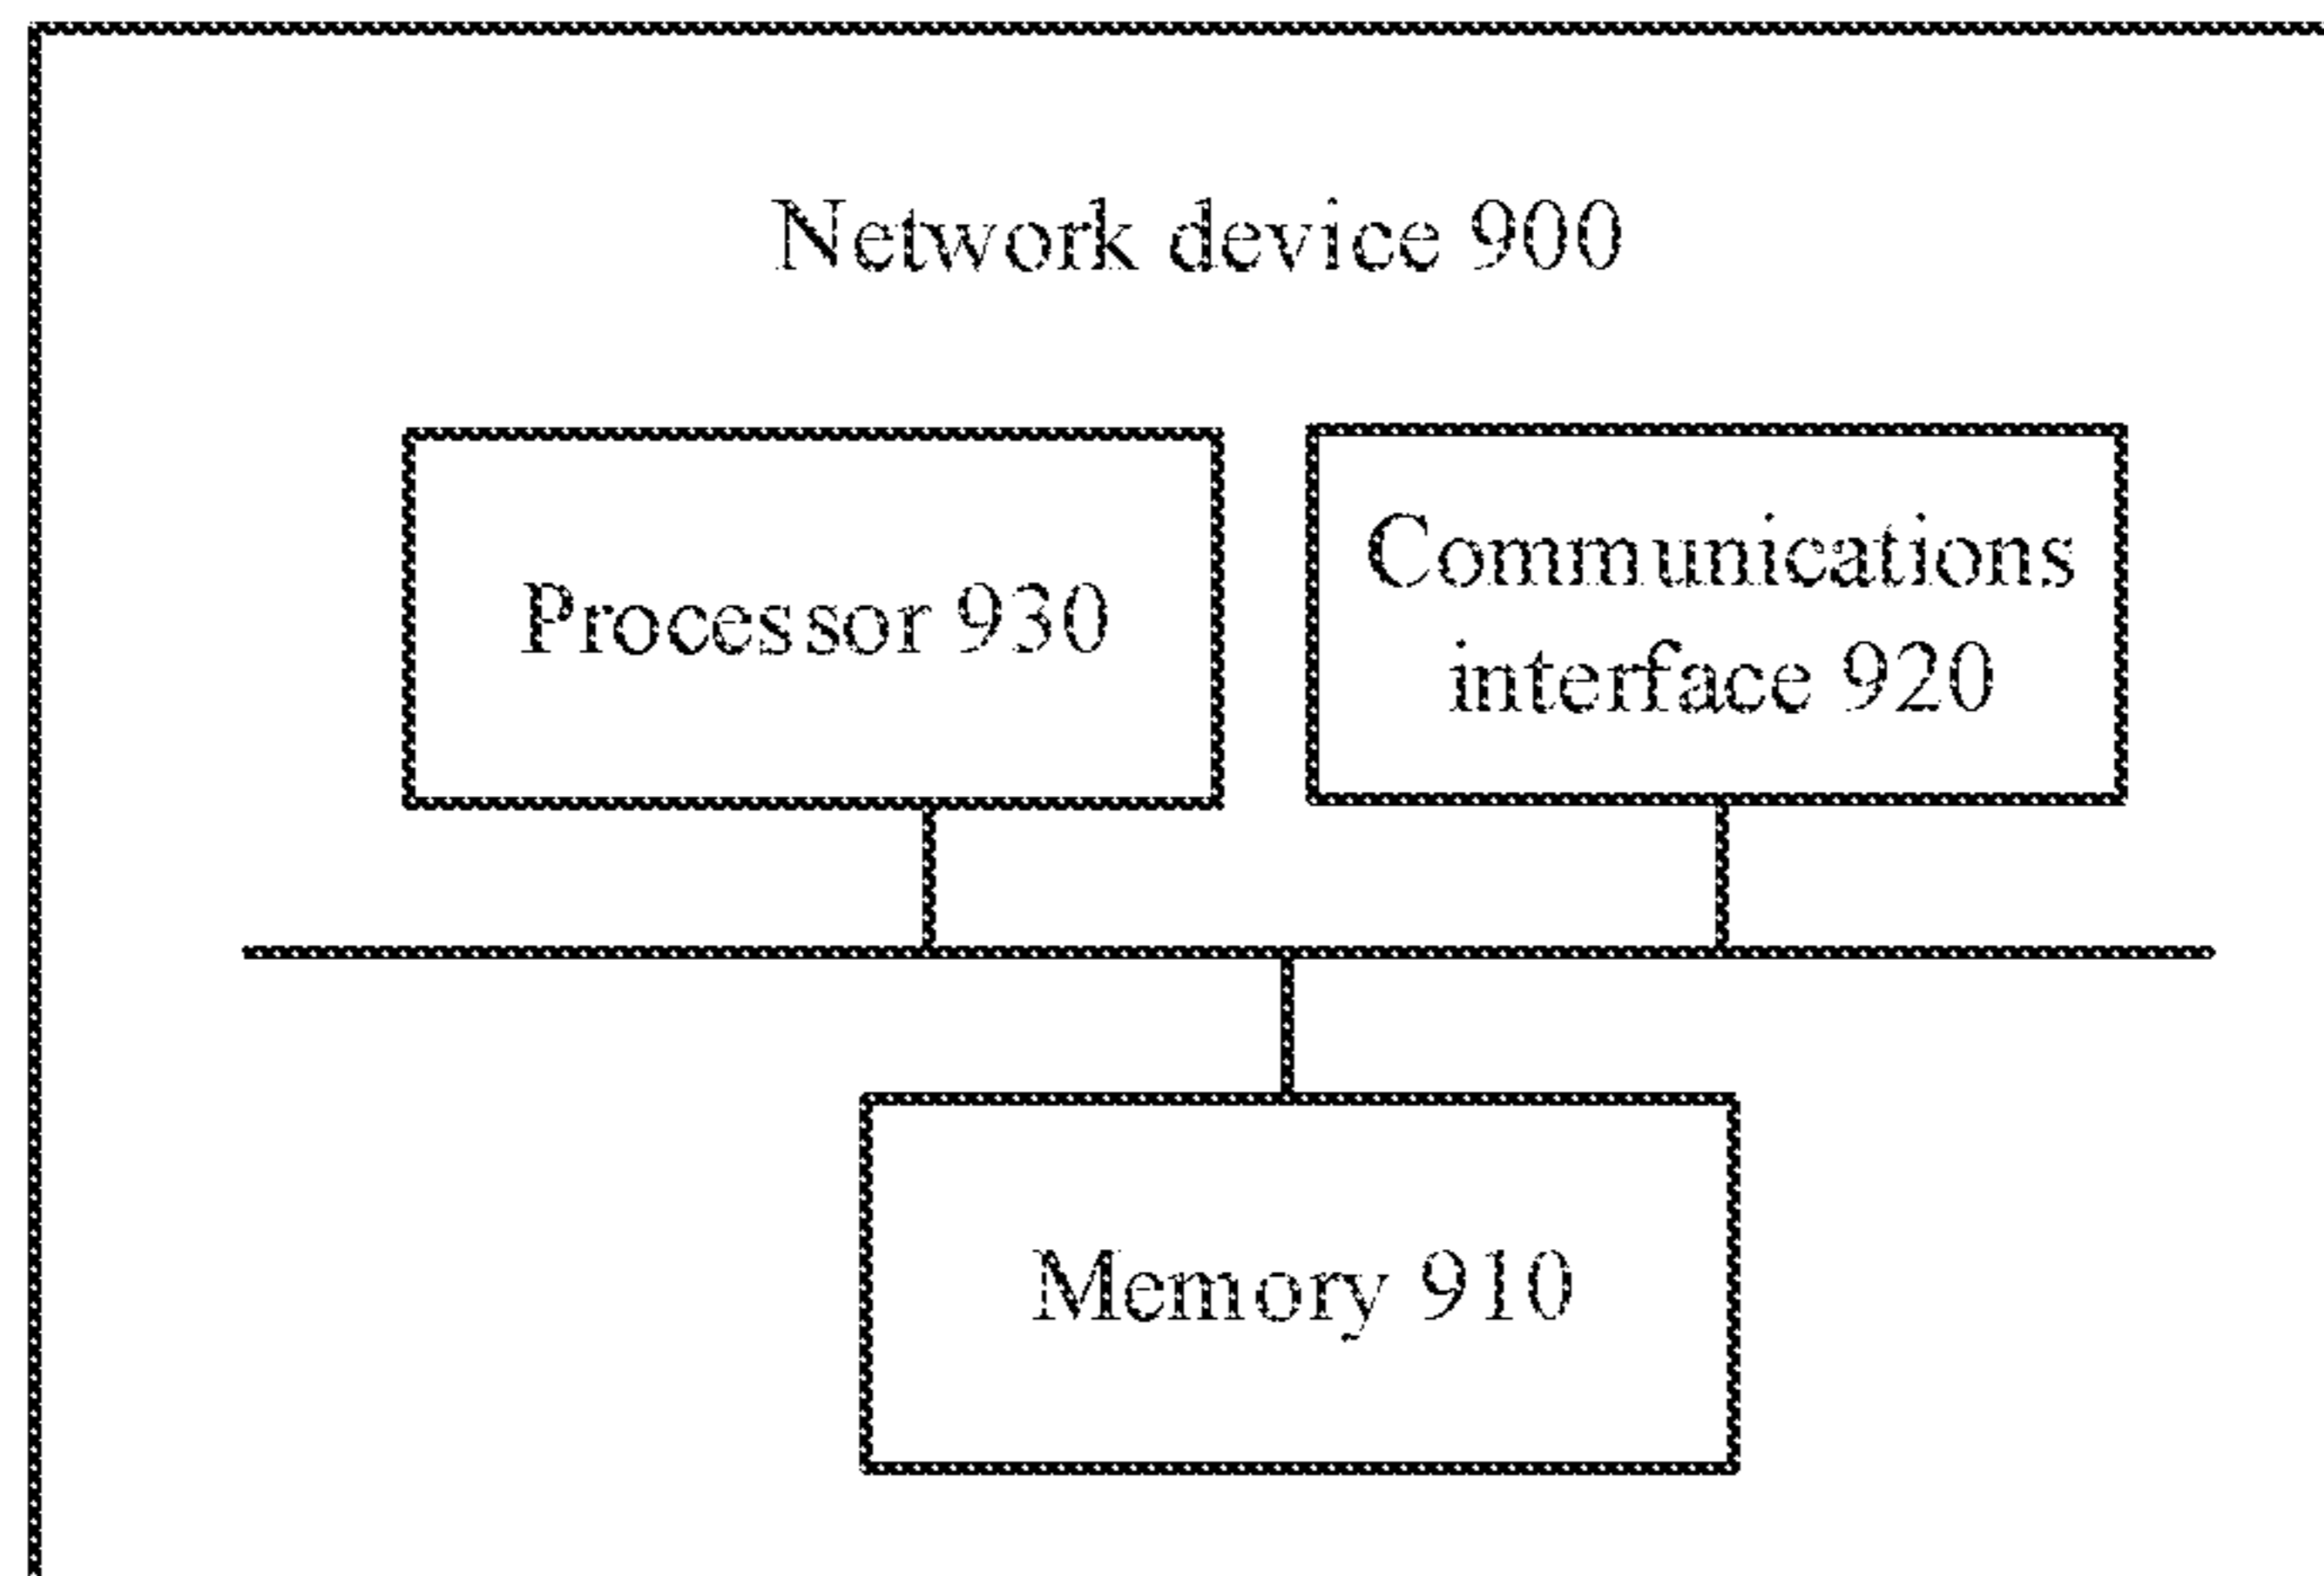 Network device 900
Processor 930
Communications
interface 920
Memory 910